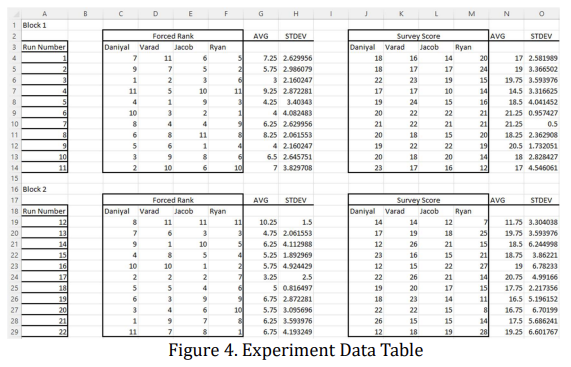 A B C D E F G H I J K L M N O
1 Block 1
2 Forced Rank AVG STDEV Survey Score AVG STDEV
3 Run Number Daniyal Varad Jacob Ryan Daniyal Varad Jacob Ryan
4 1 7 11 6 5 7.25 2.629956 18 16 14 20 17 2.581989
5 2 9 7 5 2 5.75 2.986079 18 17 17 24 19 3.366502
6 3 1 2 3 6 3 2.160247 22 23 19 15 19.75 3.593976
7 4 11 5 10 11 9.25 2.872281 17 17 10 14 14.5 3.316625
8 5 4 1 9 3 4.25 3.40343 19 24 15 16 18.5 4.041452
9 6 10 3 2 1 4 4.082483 20 22 22 21 21.25 0.957427
10 7 8 4 4 9 6.25 2.629956 21 22 21 21 21.25 0.5
11 8 6 8 11 8 8.25 2.061553 20 18 15 20 18.25 2.362908
12 9 5 6 1 4 4 2.160247 19 22 22 19 20.5 1.732051
13 10 3 9 8 6 6.5 2.645751 20 18 20 14 18 2.828427
14 11 2 10 6 10 7 3.829708 23 17 16 12 17 4.546061
15
16 Block 2
17 Forced Rank AVG STDEV Survey Score AVG STDEV
18 Run Number Daniyal Varad Jacob Ryan Daniyal Varad Jacob Ryan
19 12 8 11 11 11 10.25 1.5 14 14 12 7 11.75 3.304038
20 13 7 6 3 3 4.75 2.061553 17 19 18 25 19.75 3.593976
21 14 9 1 10 5 6.25 4.112988 12 26 21 15 18.5 6.244998
22 15 4 8 5 4 5.25 1.892969 23 16 15 21 18.75 3.86221
23 16 10 10 1 2 5.75 4.924429 12 15 22 27 19 6.78233
24 17 2 2 2 7 3.25 2.5 22 26 21 14 20.75 4.99166
25 18 5 5 4 6 5 0.816497 19 20 17 15 17.75 2.217356
26 19 6 3 9 9 6.75 2.872281 18 23 14 11 16.5 5.196152
27 20 3 4 6 10 5.75 3.095696 22 22 15 8 16.75 6.70199
28 21 1 9 7 8 6.25 3.593976 26 15 15 14 17.5 5.686241
29 22 11 7 8 1 6.75 4.193249 12 18 19 28 19.25 6.601767
Figure 4. Experiment Data Table